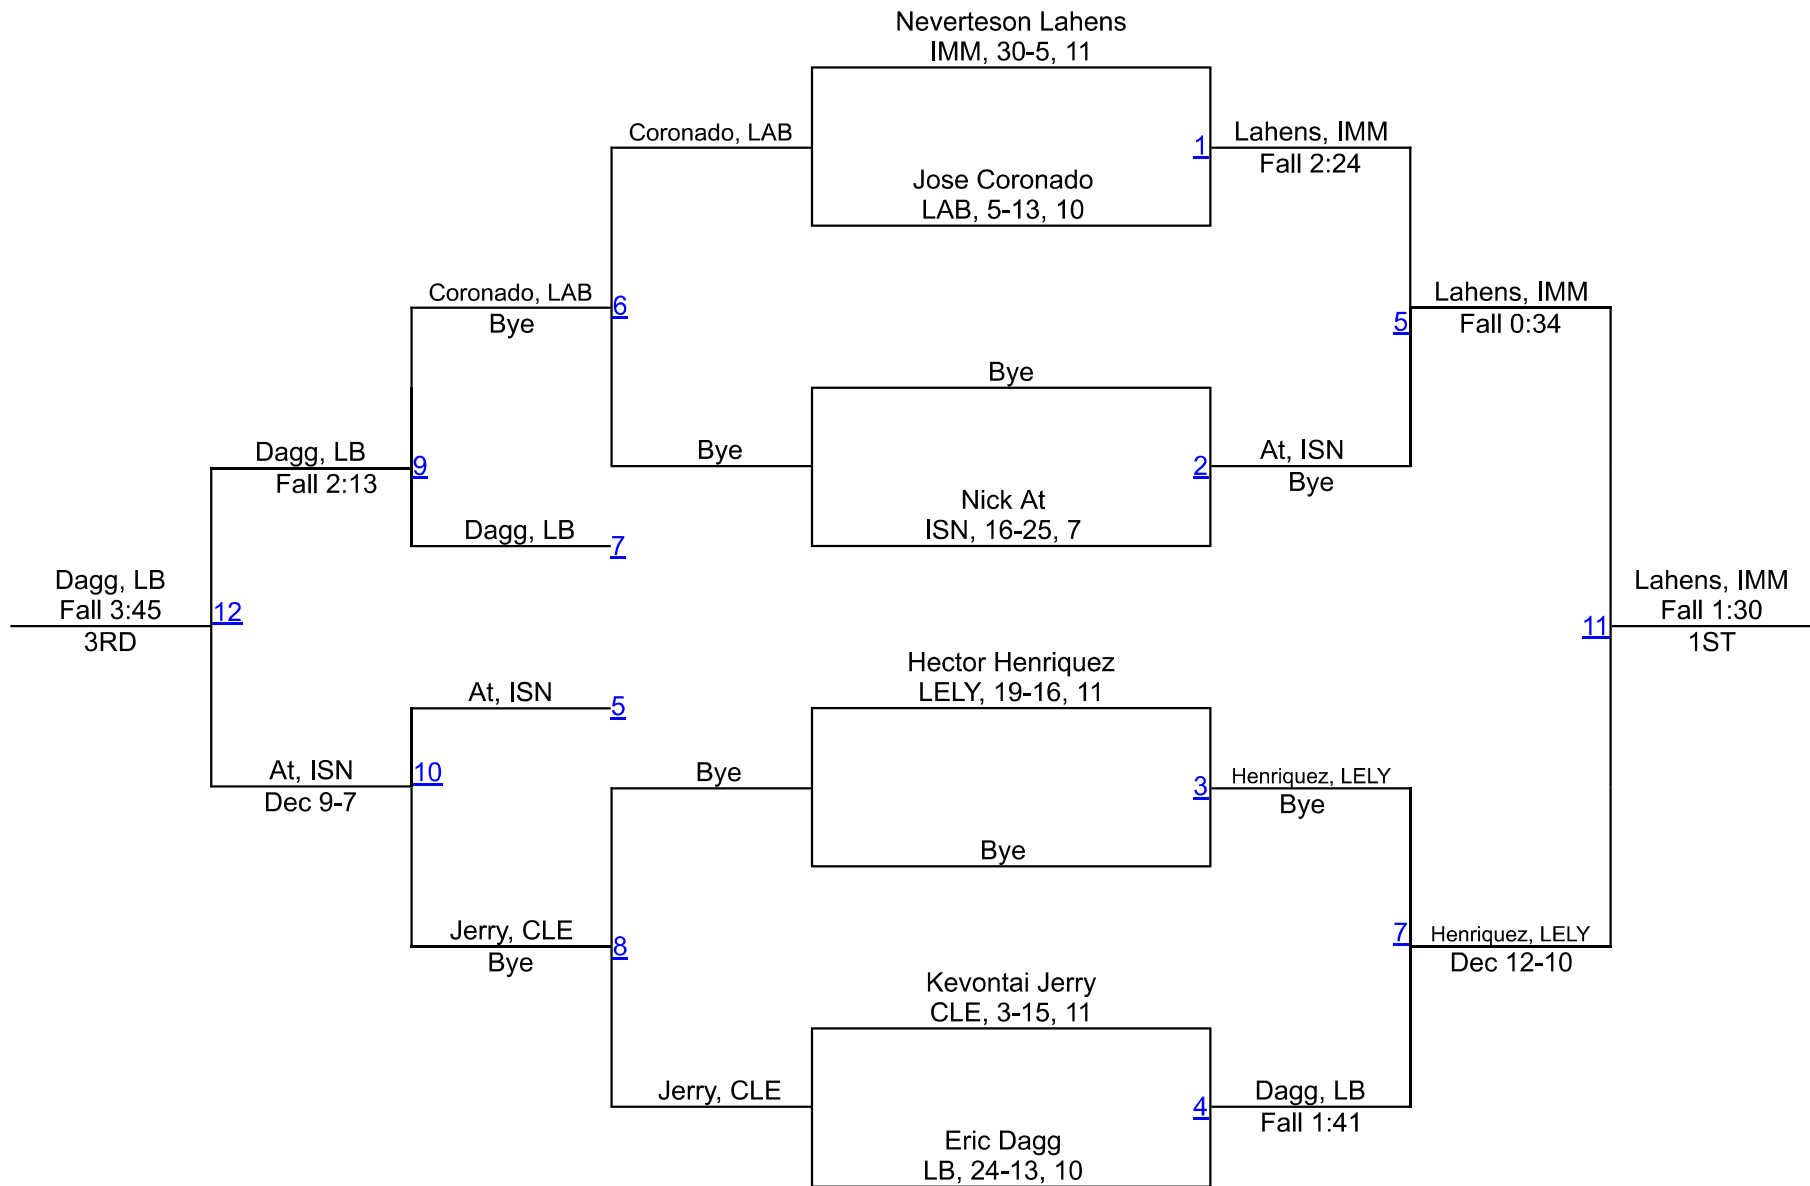 Neverteson Lahens
IMM, 30-5, 11
Coronado, LAB
1
Lahens, IMM
Fall 2:24
Jose Coronado
LAB, 5-13, 10
Coronado, LAB
Bye
6
5
Lahens, IMM
Fall 0:34
Bye
Dagg, LB
Fall 2:13
9
Bye
2
At, ISN
Bye
Nick At
ISN, 16-25, 7
Dagg, LB
7
Dagg, LB
Fall 3:45
3RD
12
11
Lahens, IMM
Fall 1:30
1ST
Hector Henriquez
LELY, 19-16, 11
At, ISN
5
At, ISN
Dec 9-7
10
Bye
3
Henriquez, LELY
Bye
Bye
Jerry, CLE
Bye
8
7
Henriquez, LELY
Dec 12-10
Kevontai Jerry
CLE, 3-15, 11
Jerry, CLE
4
Dagg, LB
Fall 1:41
Eric Dagg
LB, 24-13, 10